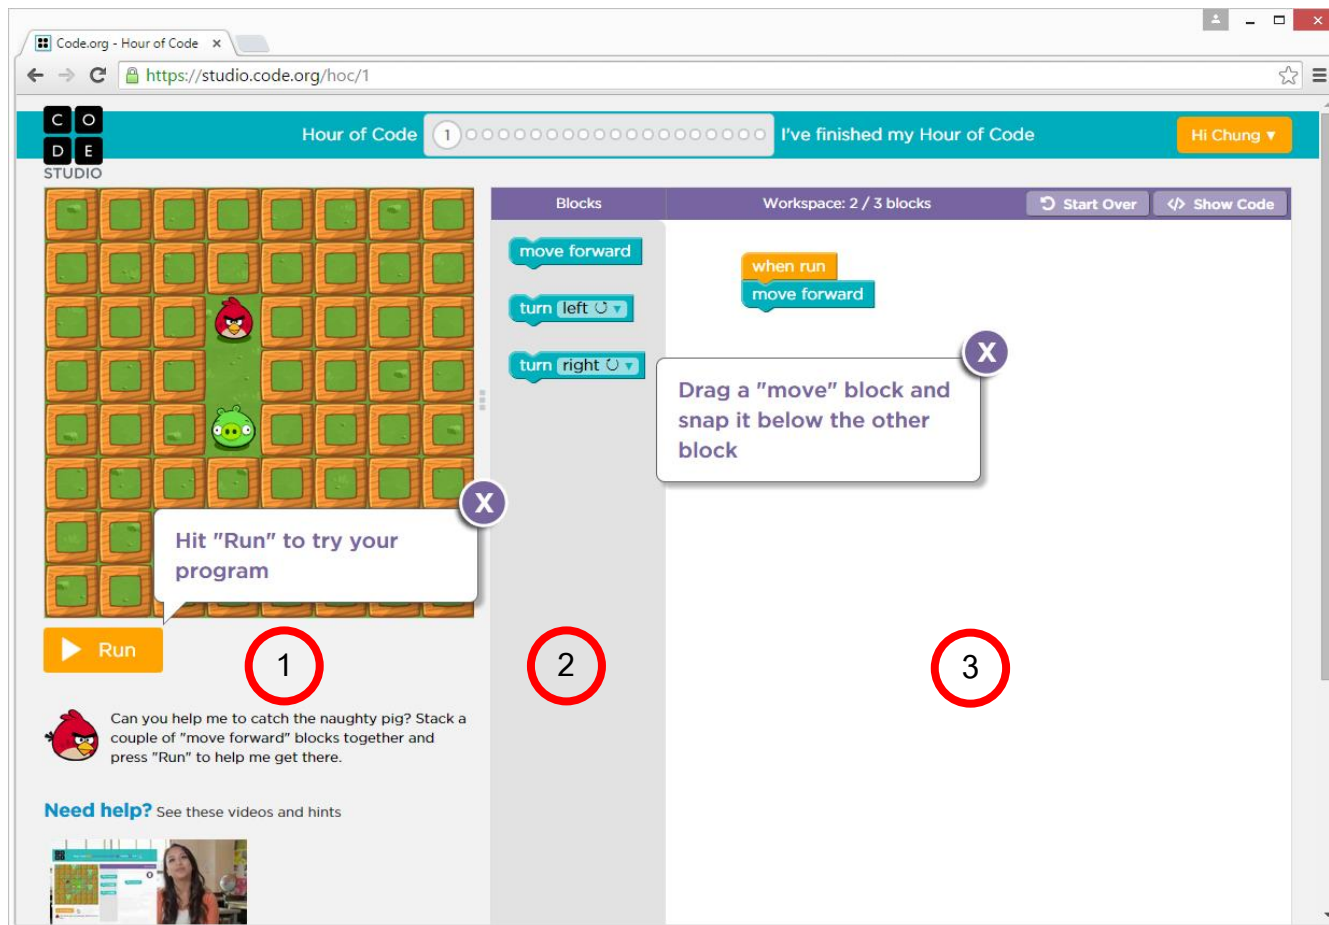 Code.org - Hour of Code
https://studio.code.org/hoc/1
C O
D E
STUDIO
Hour of Code
1
I've finished my Hour of Code
Hi Chung
Blocks
Workspace: 2 / 3 blocks
Start Over
</> Show Code
move forward
turn left
turn right
when run
move forward
X
Drag a "move" block and
snap it below the other
block
X
Hit "Run" to try your
program
Run
1
2
3
Can you help me to catch the naughty pig? Stack a
couple of "move forward" blocks together and
press "Run" to help me get there.
Need help? See these videos and hints